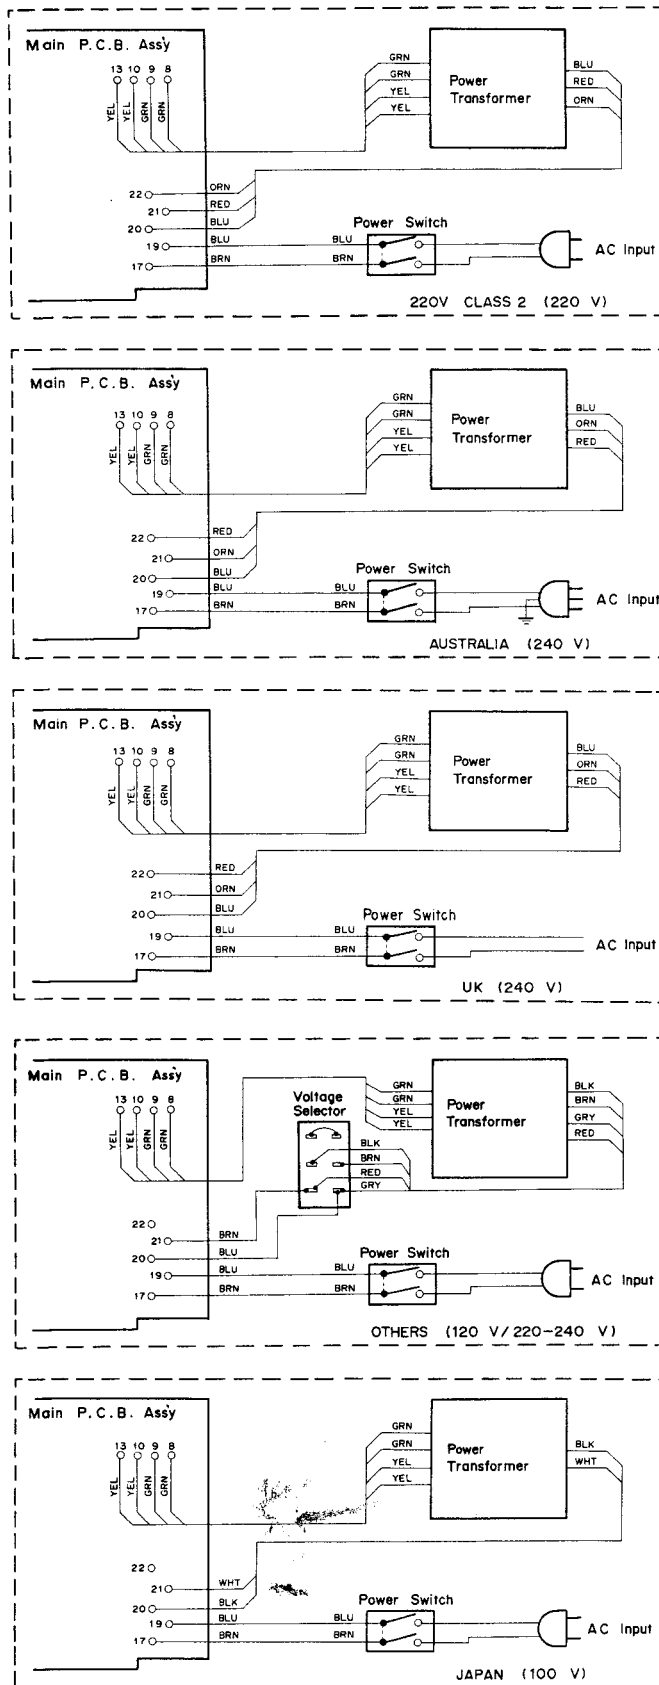 Main P.C.B. Ass'y
13 10 9 8
YEL YEL GRN GRN
GRN
GRN
YEL
YEL
Power
Transformer
BLU
RED
ORN
22 ORN
21 RED
20 BLU
19 BLU BLU
17 BRN BRN
Power Switch
AC Input
220V CLASS 2 (220 V)
Main P.C.B. Ass'y
13 10 9 8
YEL YEL GRN GRN
GRN
GRN
YEL
YEL
Power
Transformer
BLU
ORN
RED
22 RED
21 ORN
20 BLU
19 BLU BLU
17 BRN BRN
Power Switch
AC Input
AUSTRALIA (240 V)
Main P.C.B. Ass'y
13 10 9 8
YEL YEL GRN GRN
GRN
GRN
YEL
YEL
Power
Transformer
BLU
ORN
RED
22 RED
21 ORN
20 BLU
19 BLU BLU
17 BRN BRN
Power Switch
AC Input
UK (240 V)
Main P.C.B. Ass'y
13 10 9 8
YEL YEL GRN GRN
Voltage
Selector
GRN
GRN
YEL
YEL
Power
Transformer
BLK
BRN
GRY
RED
BLK
BRN
RED
GRY
22
21 BRN
20 BLU
19 BLU BLU
17 BRN BRN
Power Switch
AC Input
OTHERS (120 V/220-240 V)
Main P.C.B. Ass'y
13 10 9 8
YEL YEL GRN GRN
GRN
GRN
YEL
YEL
Power
Transformer
BLK
WHT
22
21 WHT
20 BLK
19 BLU BLU
17 BRN BRN
Power Switch
AC Input
JAPAN (100 V)